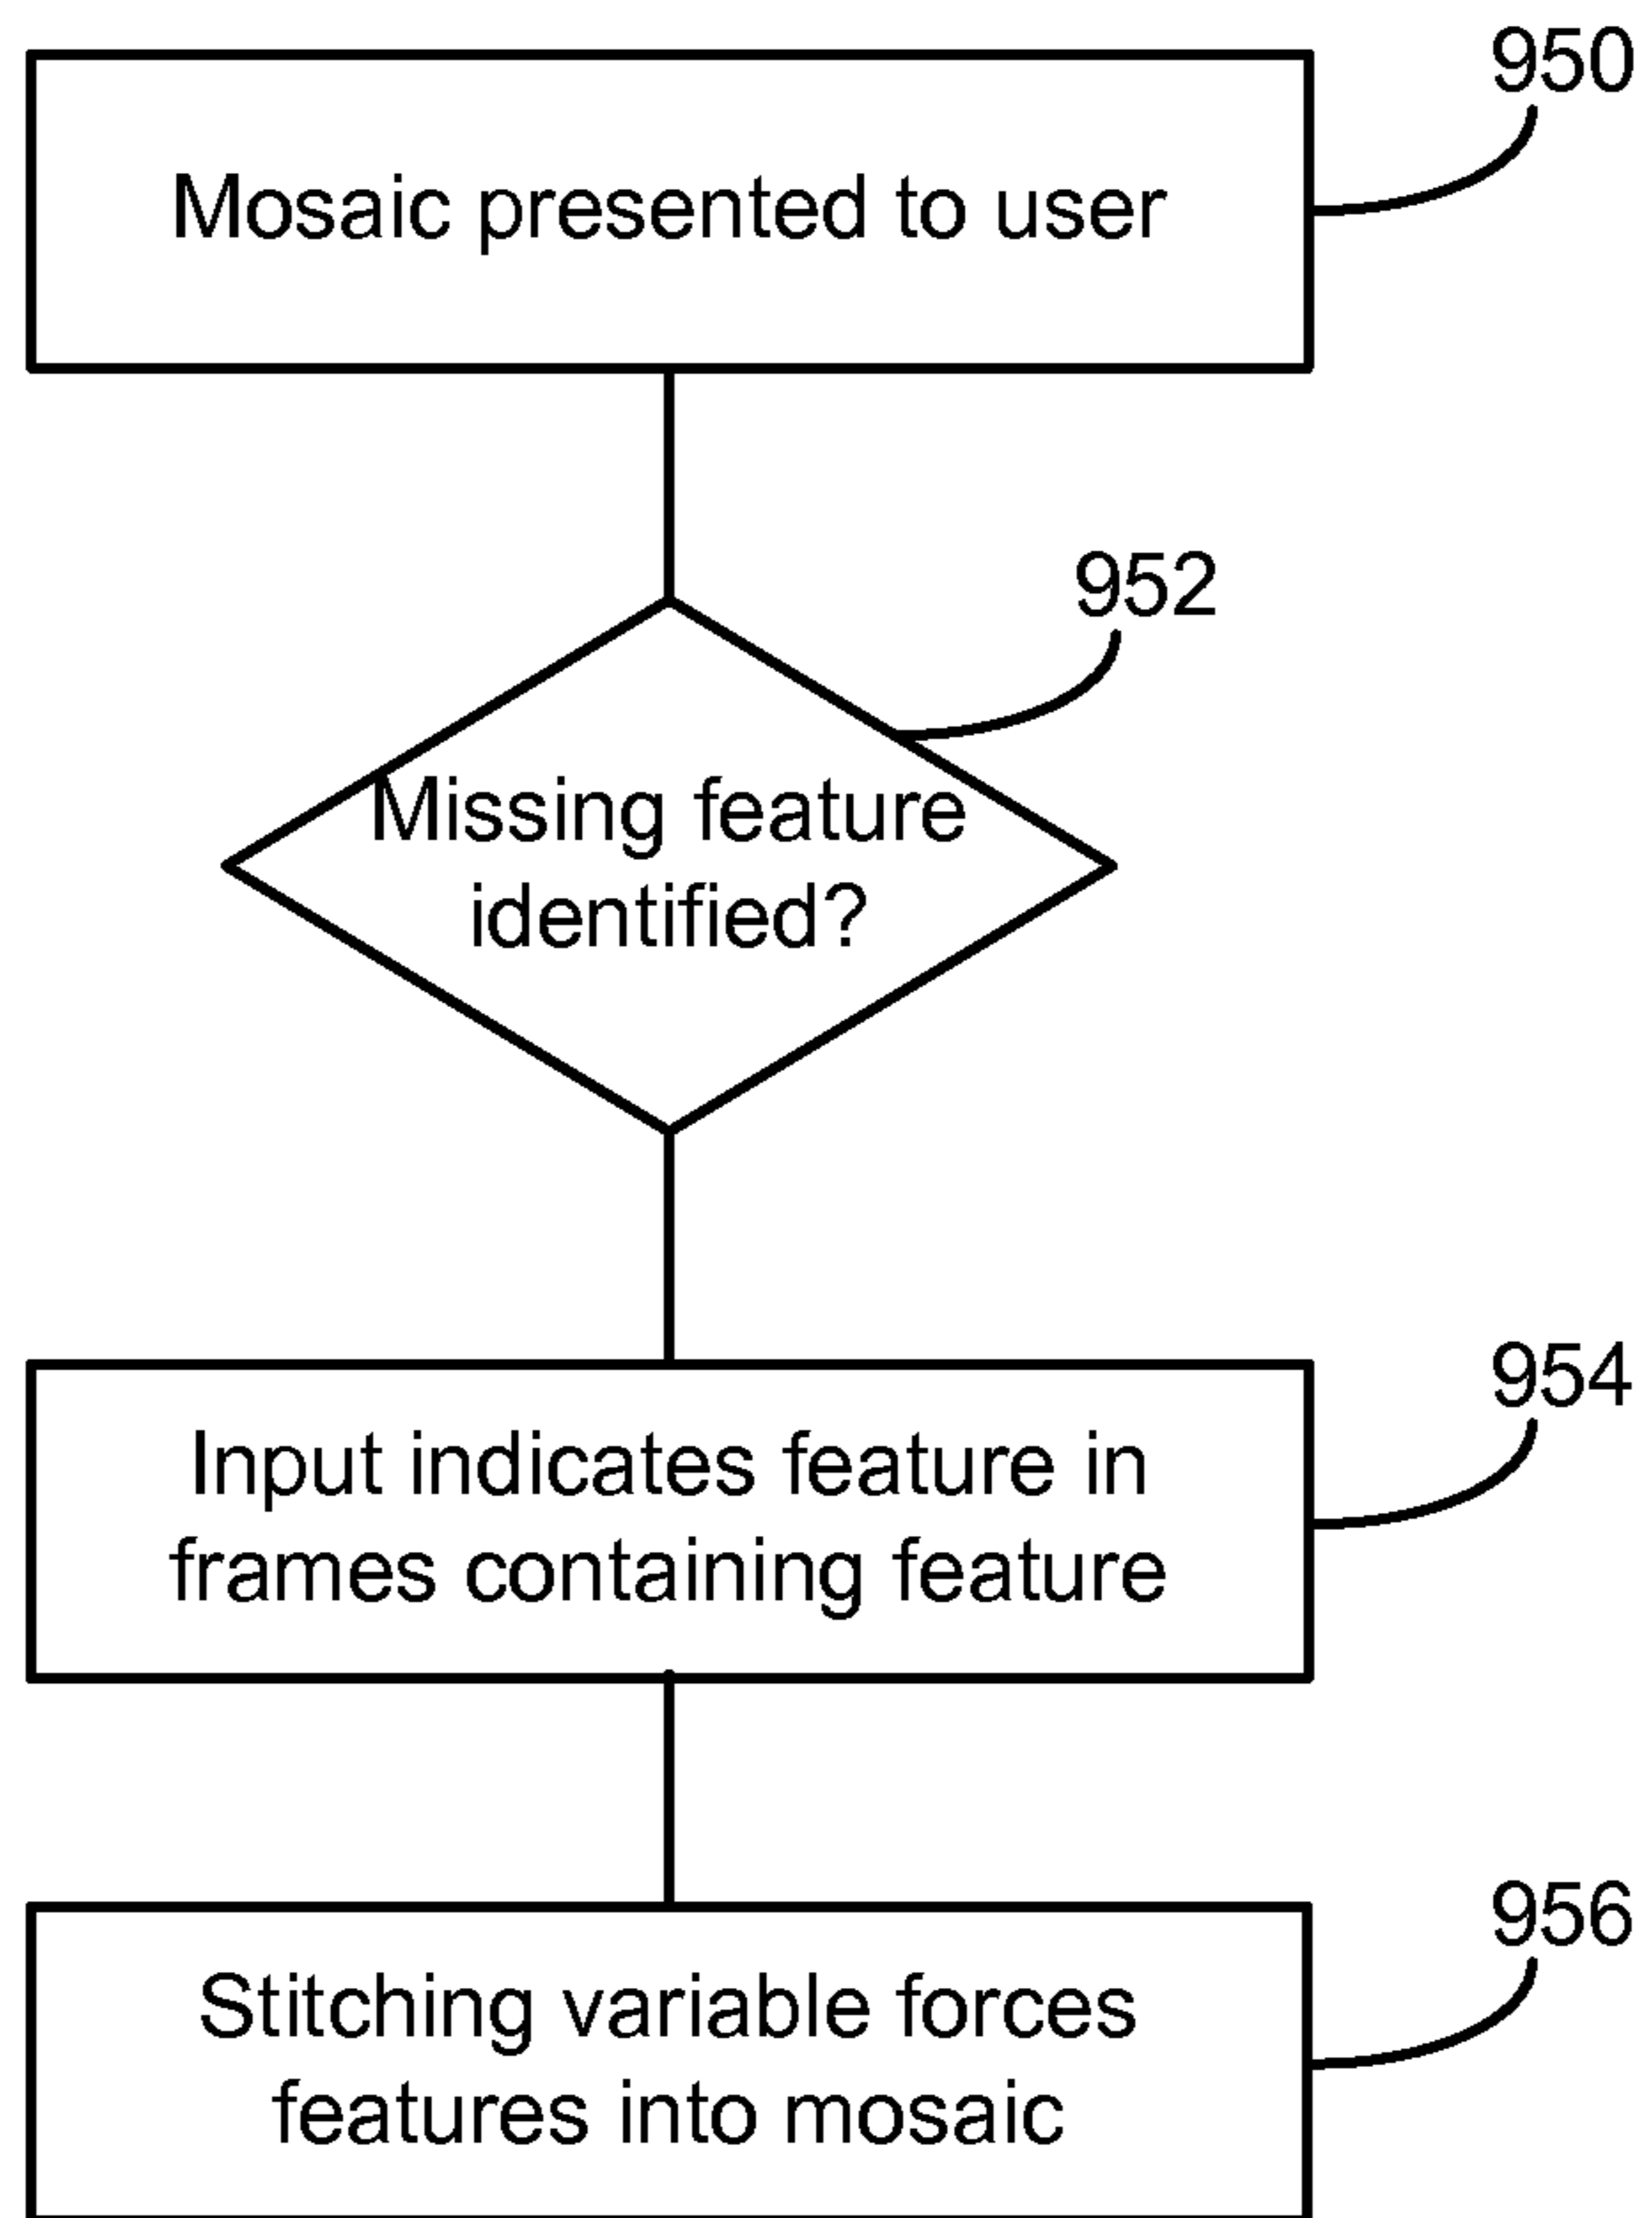 950
Mosaic presented to user
952
Missing feature
identified?
954
Input indicates feature in
frames containing feature
956
Stitching variable forces
features into mosaic